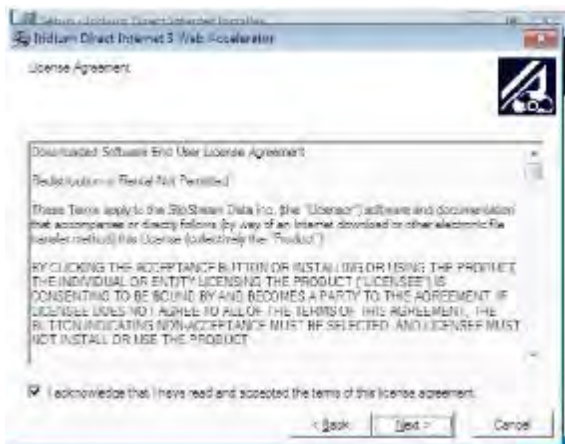 Setup - Iridium Direct Internet Installer
Iridium Direct Internet 3 Web Accelerator
License Agreement
Downloaded Software End User License Agreement
Redistribution or Rental Not Permitted
These Terms apply to the SlipStream Data Inc. (the "Licensor") software and documentation
that accompanies or directly follows (by way of an Internet download or other electronic file
transfer method) this License (collectively the "Product")
BY CLICKING THE ACCEPTANCE BUTTON OR INSTALLING OR USING THE PRODUCT,
THE INDIVIDUAL OR ENTITY LICENSING THE PRODUCT ("LICENSEE") IS
CONSENTING TO BE BOUND BY AND BECOMES A PARTY TO THIS AGREEMENT. IF
LICENSEE DOES NOT AGREE TO ALL OF THE TERMS OF THIS AGREEMENT, THE
BUTTON INDICATING NON-ACCEPTANCE MUST BE SELECTED, AND LICENSEE MUST
NOT INSTALL OR USE THE PRODUCT.
I acknowledge that I have read and accepted the terms of this license agreement.
< Back
Next >
Cancel